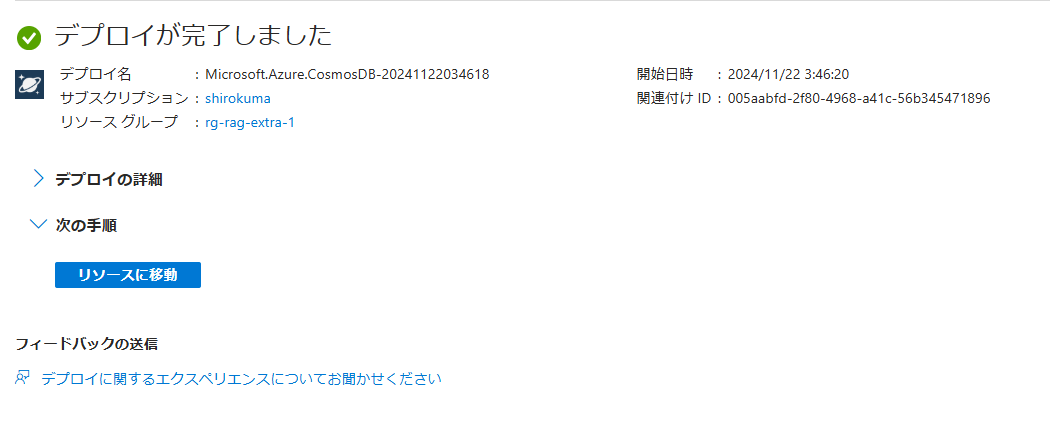 デプロイが完了しました
デプロイ名 : Microsoft.Azure.CosmosDB-20241122034618
サブスクリプション : shirokuma
リソース グループ : rg-rag-extra-1
開始日時 : 2024/11/22 3:46:20
関連付け ID : 005aabfd-2f80-4968-a41c-56b345471896
デプロイの詳細
次の手順
リソースに移動
フィードバックの送信
デプロイに関するエクスペリエンスについてお聞かせください